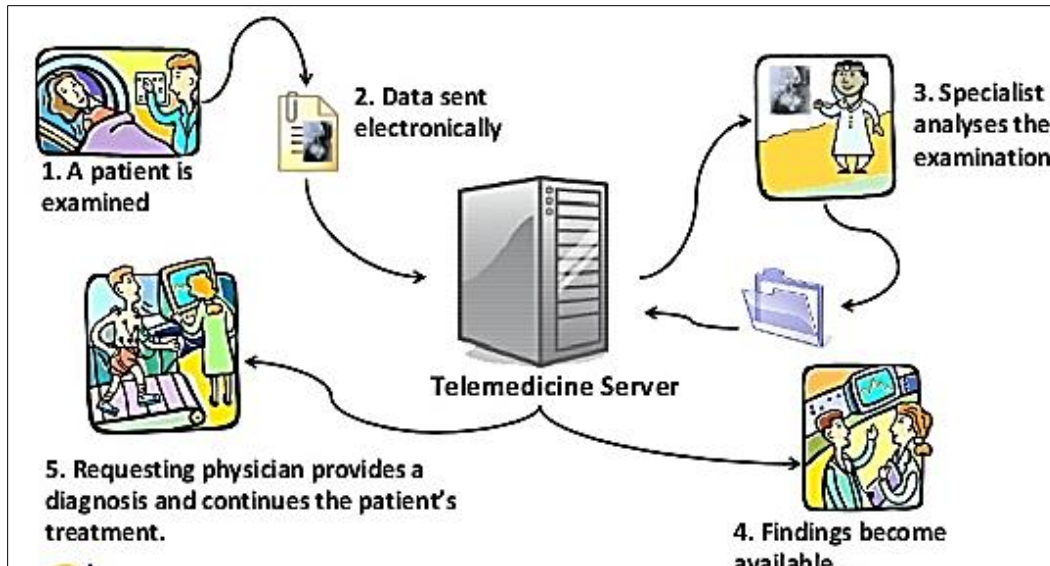 1. A patient is
examined
2. Data sent
electronically
3. Specialist
analyses the
examination
Telemedicine Server
4. Findings become
available
5. Requesting physician provides a
diagnosis and continues the patient's
treatment.